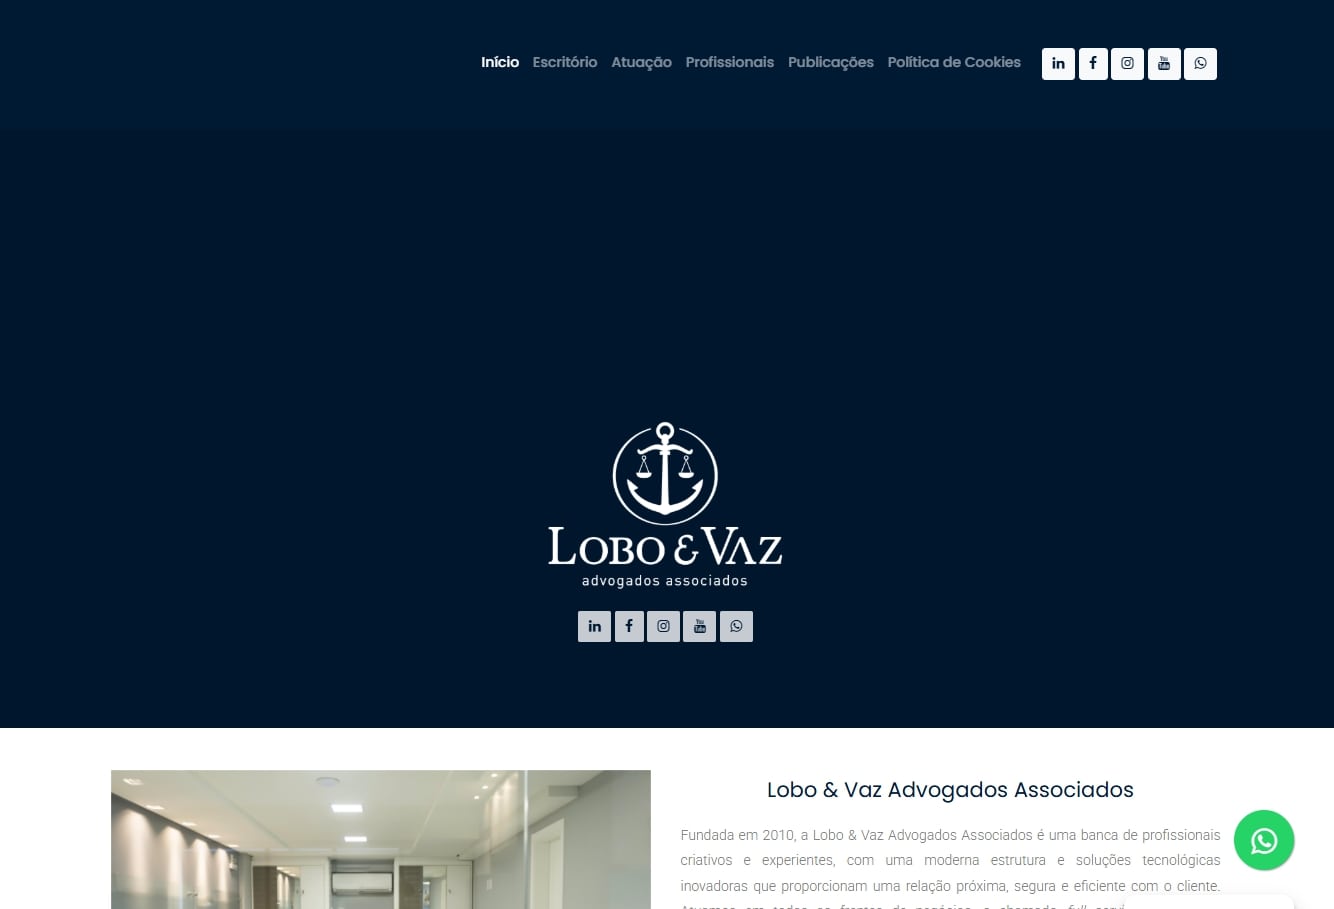 Início Escritório Atuação Profissionais Publicações Política de Cookies
LOBO & VAZ
advogados associados
Lobo & Vaz Advogados Associados
Fundada em 2010, a Lobo & Vaz Advogados Associados é uma banca de profissionais
criativos e experientes, com uma moderna estrutura e soluções tecnológicas
inovadoras que proporcionam uma relação próxima, segura e eficiente com o cliente.